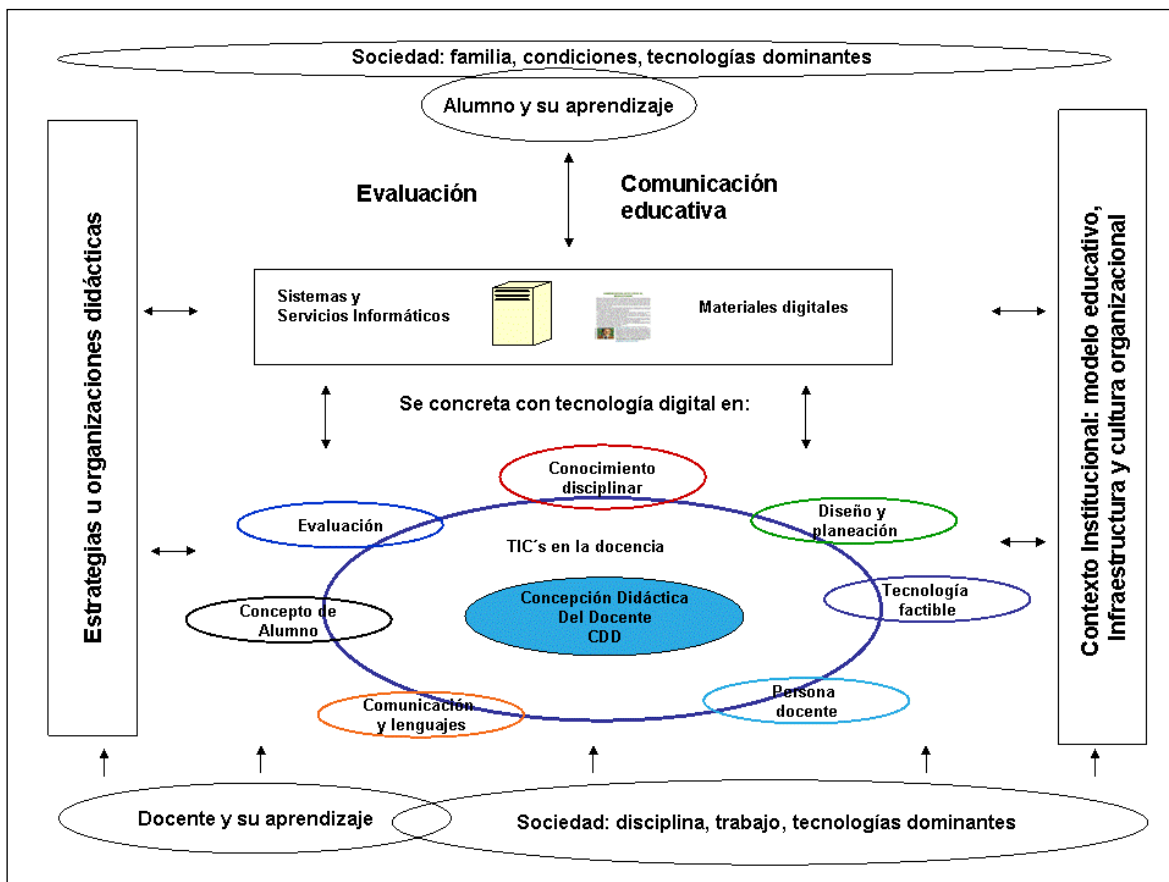 Sociedad: familia, condiciones, tecnologías dominantes
Alumno y su aprendizaje
Estrategias u organizaciones didácticas
Evaluación
Comunicación
educativa
Contexto Institucional: modelo educativo,
Infraestructura y cultura organizacional
Sistemas y
Servicios Informáticos
Materiales digitales
Se concreta con tecnología digital en:
Conocimiento
disciplinar
Evaluación
Diseño y
planeación
TIC´s en la docencia
Concepto de
Alumno
Concepción Didáctica
Del Docente
CDD
Tecnología
factible
Comunicación
y lenguajes
Persona
docente
Docente y su aprendizaje
Sociedad: disciplina, trabajo, tecnologías dominantes